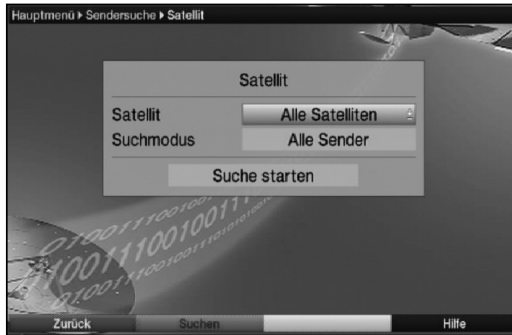 Hauptmenü ▸ Sendersuche ▸ Satellit
Satellit
Satellit Alle Satelliten
Suchmodus Alle Sender
Suche starten
Zurück Suchen Hilfe